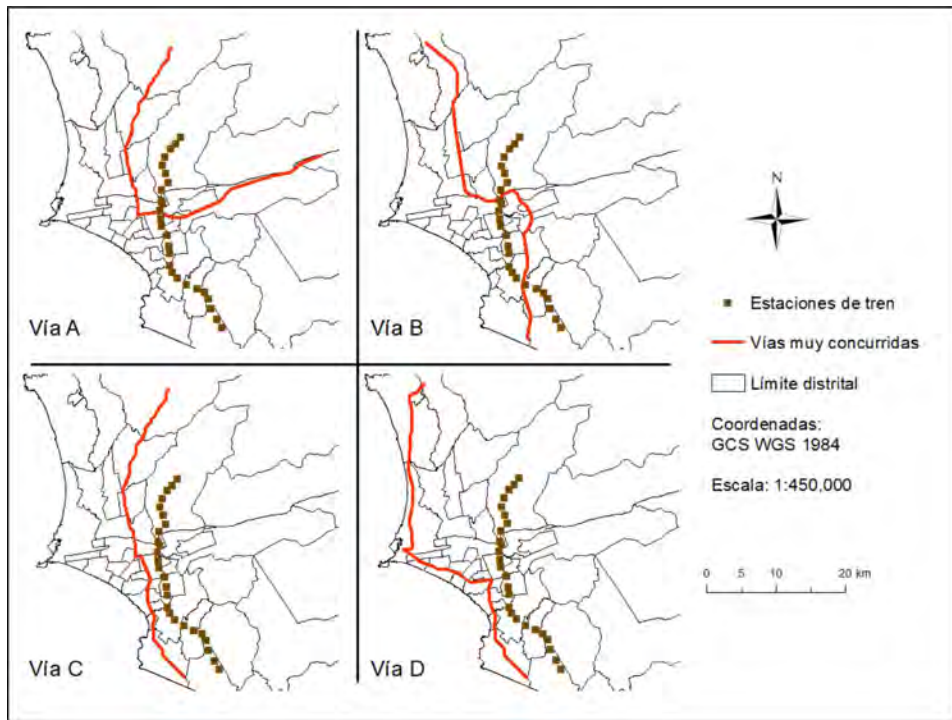 Vía A
Vía B
Vía C
Vía D
N
Estaciones de tren
Vías muy concurridas
Límite distrital
Coordenadas:
GCS WGS 1984
Escala: 1:450,000
0 5 10 20 km